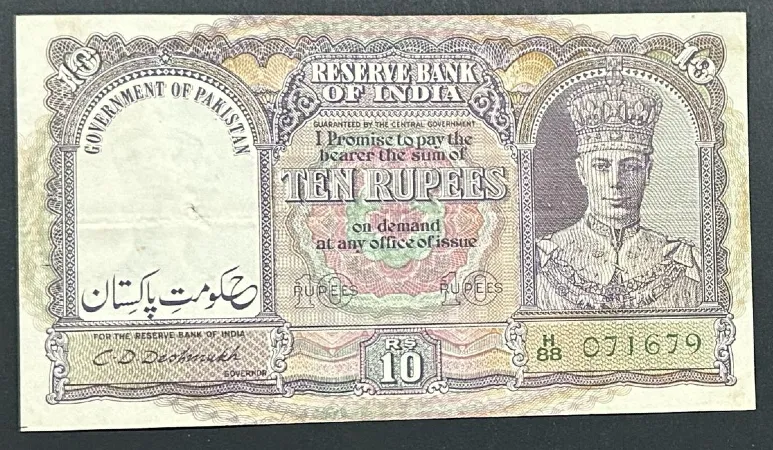 10
10
RESERVE BANK
OF INDIA
GOVERNMENT OF PAKISTAN
GUARANTEED BY THE CENTRAL GOVERNMENT
I Promise to pay the
bearer the sum of
TEN RUPEES
on demand
at any office of issue
حکومتِ پاکستان
10 RUPEES
10 RUPEES
FOR THE RESERVE BANK OF INDIA
C. D. Deshmukh
GOVERNOR
RS
10
H/88 071679